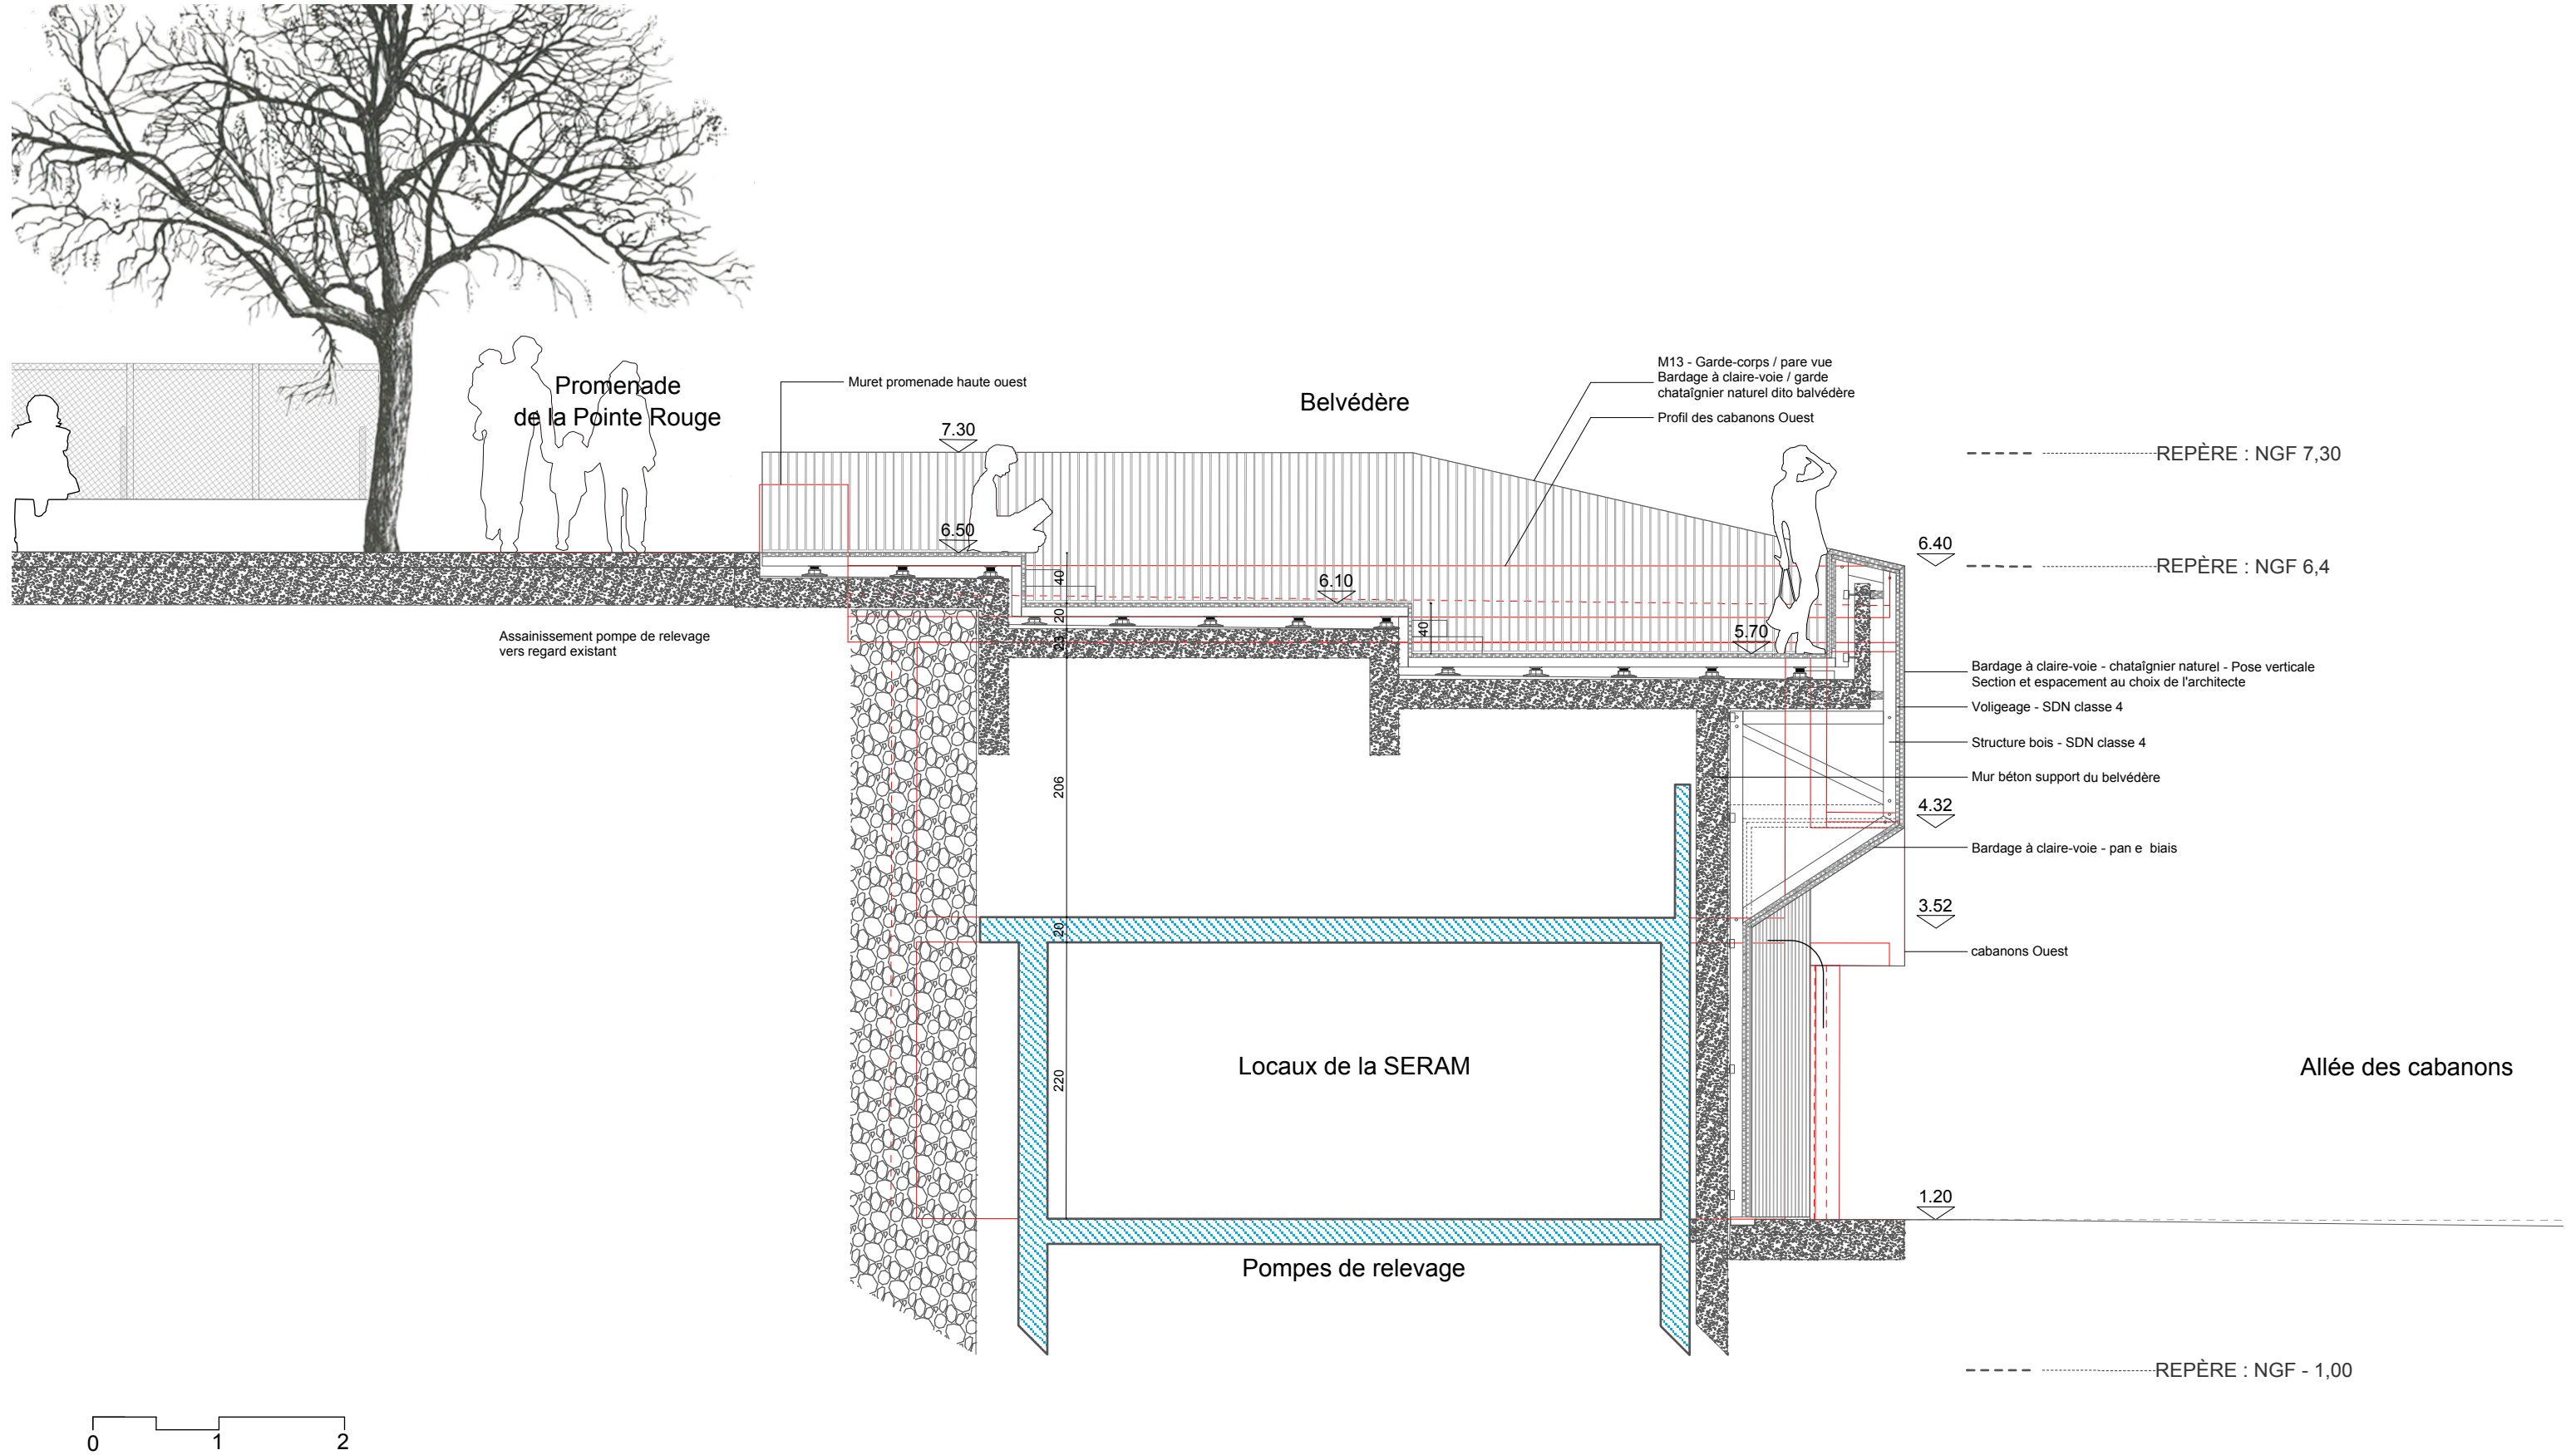 Promenade
de la Pointe Rouge
Muret promenade haute ouest
Belvédère
M13 - Garde-corps / pare vue
Bardage à claire-voie / garde
chataîgnier naturel dito balvédère
Profil des cabanons Ouest
7.30
REPÈRE : NGF 7,30
6.50
6.40
REPÈRE : NGF 6,4
40
6.10
20
23
40
5.70
Assainissement pompe de relevage
vers regard existant
Bardage à claire-voie - chataîgnier naturel - Pose verticale
Section et espacement au choix de l'architecte
Voligeage - SDN classe 4
Structure bois - SDN classe 4
Mur béton support du belvédère
206
4.32
Bardage à claire-voie - pan e biais
3.52
20
cabanons Ouest
Locaux de la SERAM
220
Allée des cabanons
1.20
Pompes de relevage
REPÈRE : NGF - 1,00
0 1 2